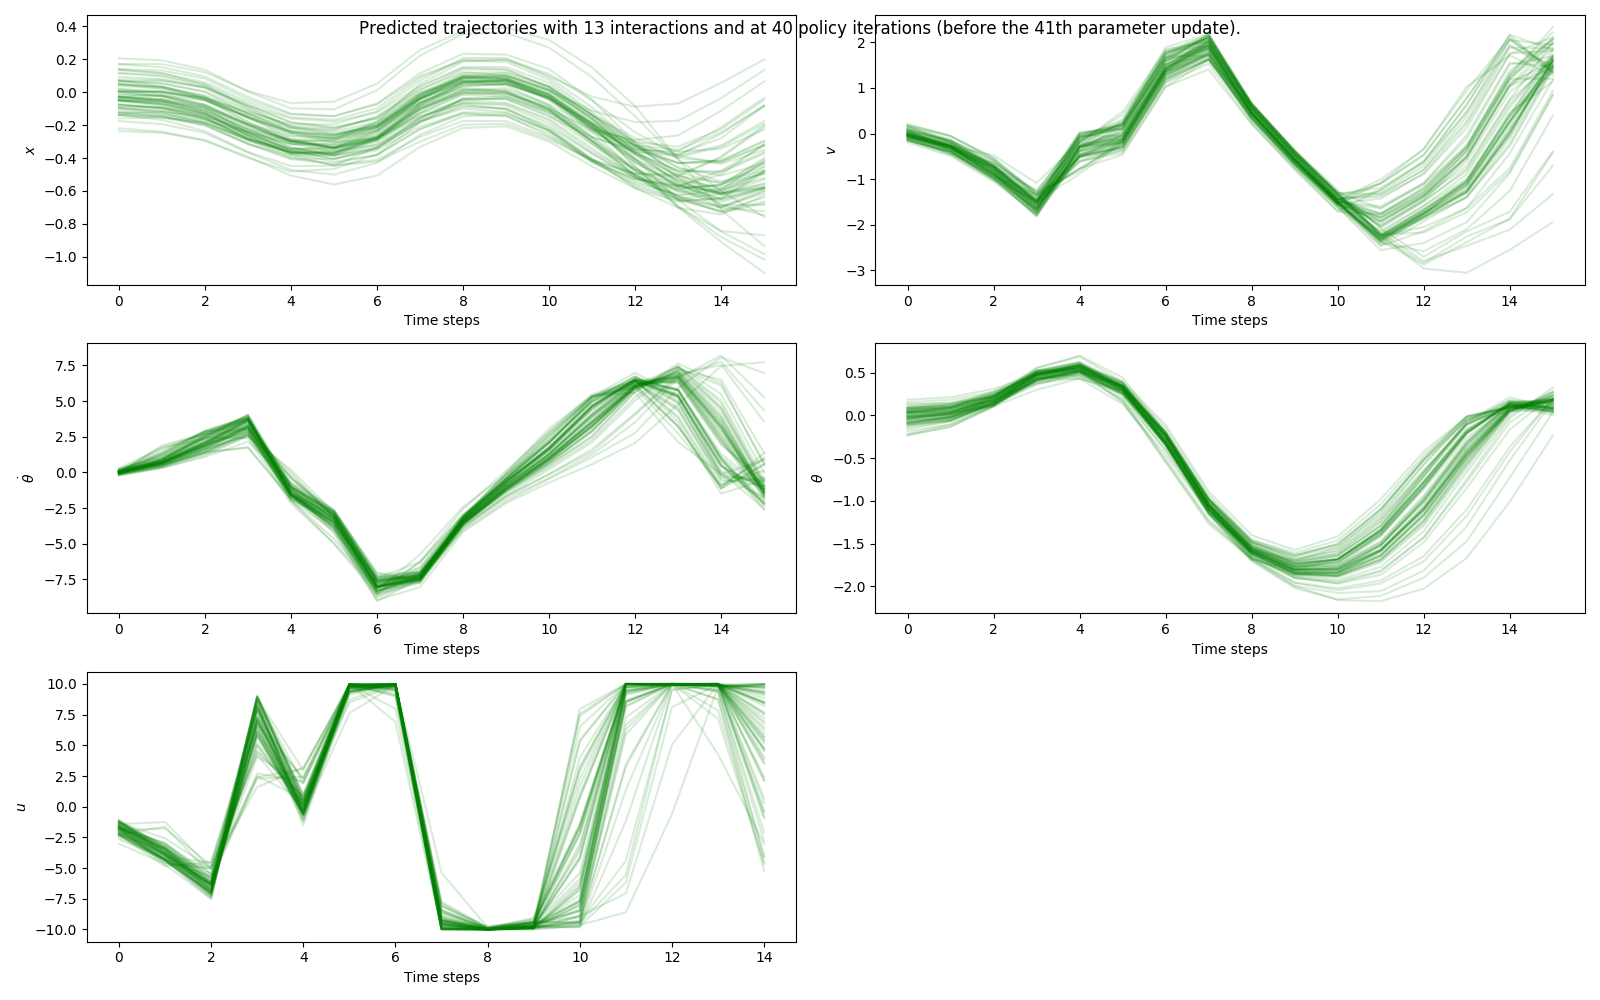 Predicted trajectories with 13 interactions and at 40 policy iterations (before the 41th parameter update).
0.4
0.2
0.0
−0.2
−0.4
−0.6
−0.8
−1.0
x
0 2 4 6 8 10 12 14
Time steps
2
1
0
−1
−2
−3
v
0 2 4 6 8 10 12 14
Time steps
7.5
5.0
2.5
0.0
−2.5
−5.0
−7.5
θ̇
0 2 4 6 8 10 12 14
Time steps
0.5
0.0
−0.5
−1.0
−1.5
−2.0
θ
0 2 4 6 8 10 12 14
Time steps
10.0
7.5
5.0
2.5
0.0
−2.5
−5.0
−7.5
−10.0
u
0 2 4 6 8 10 12 14
Time steps